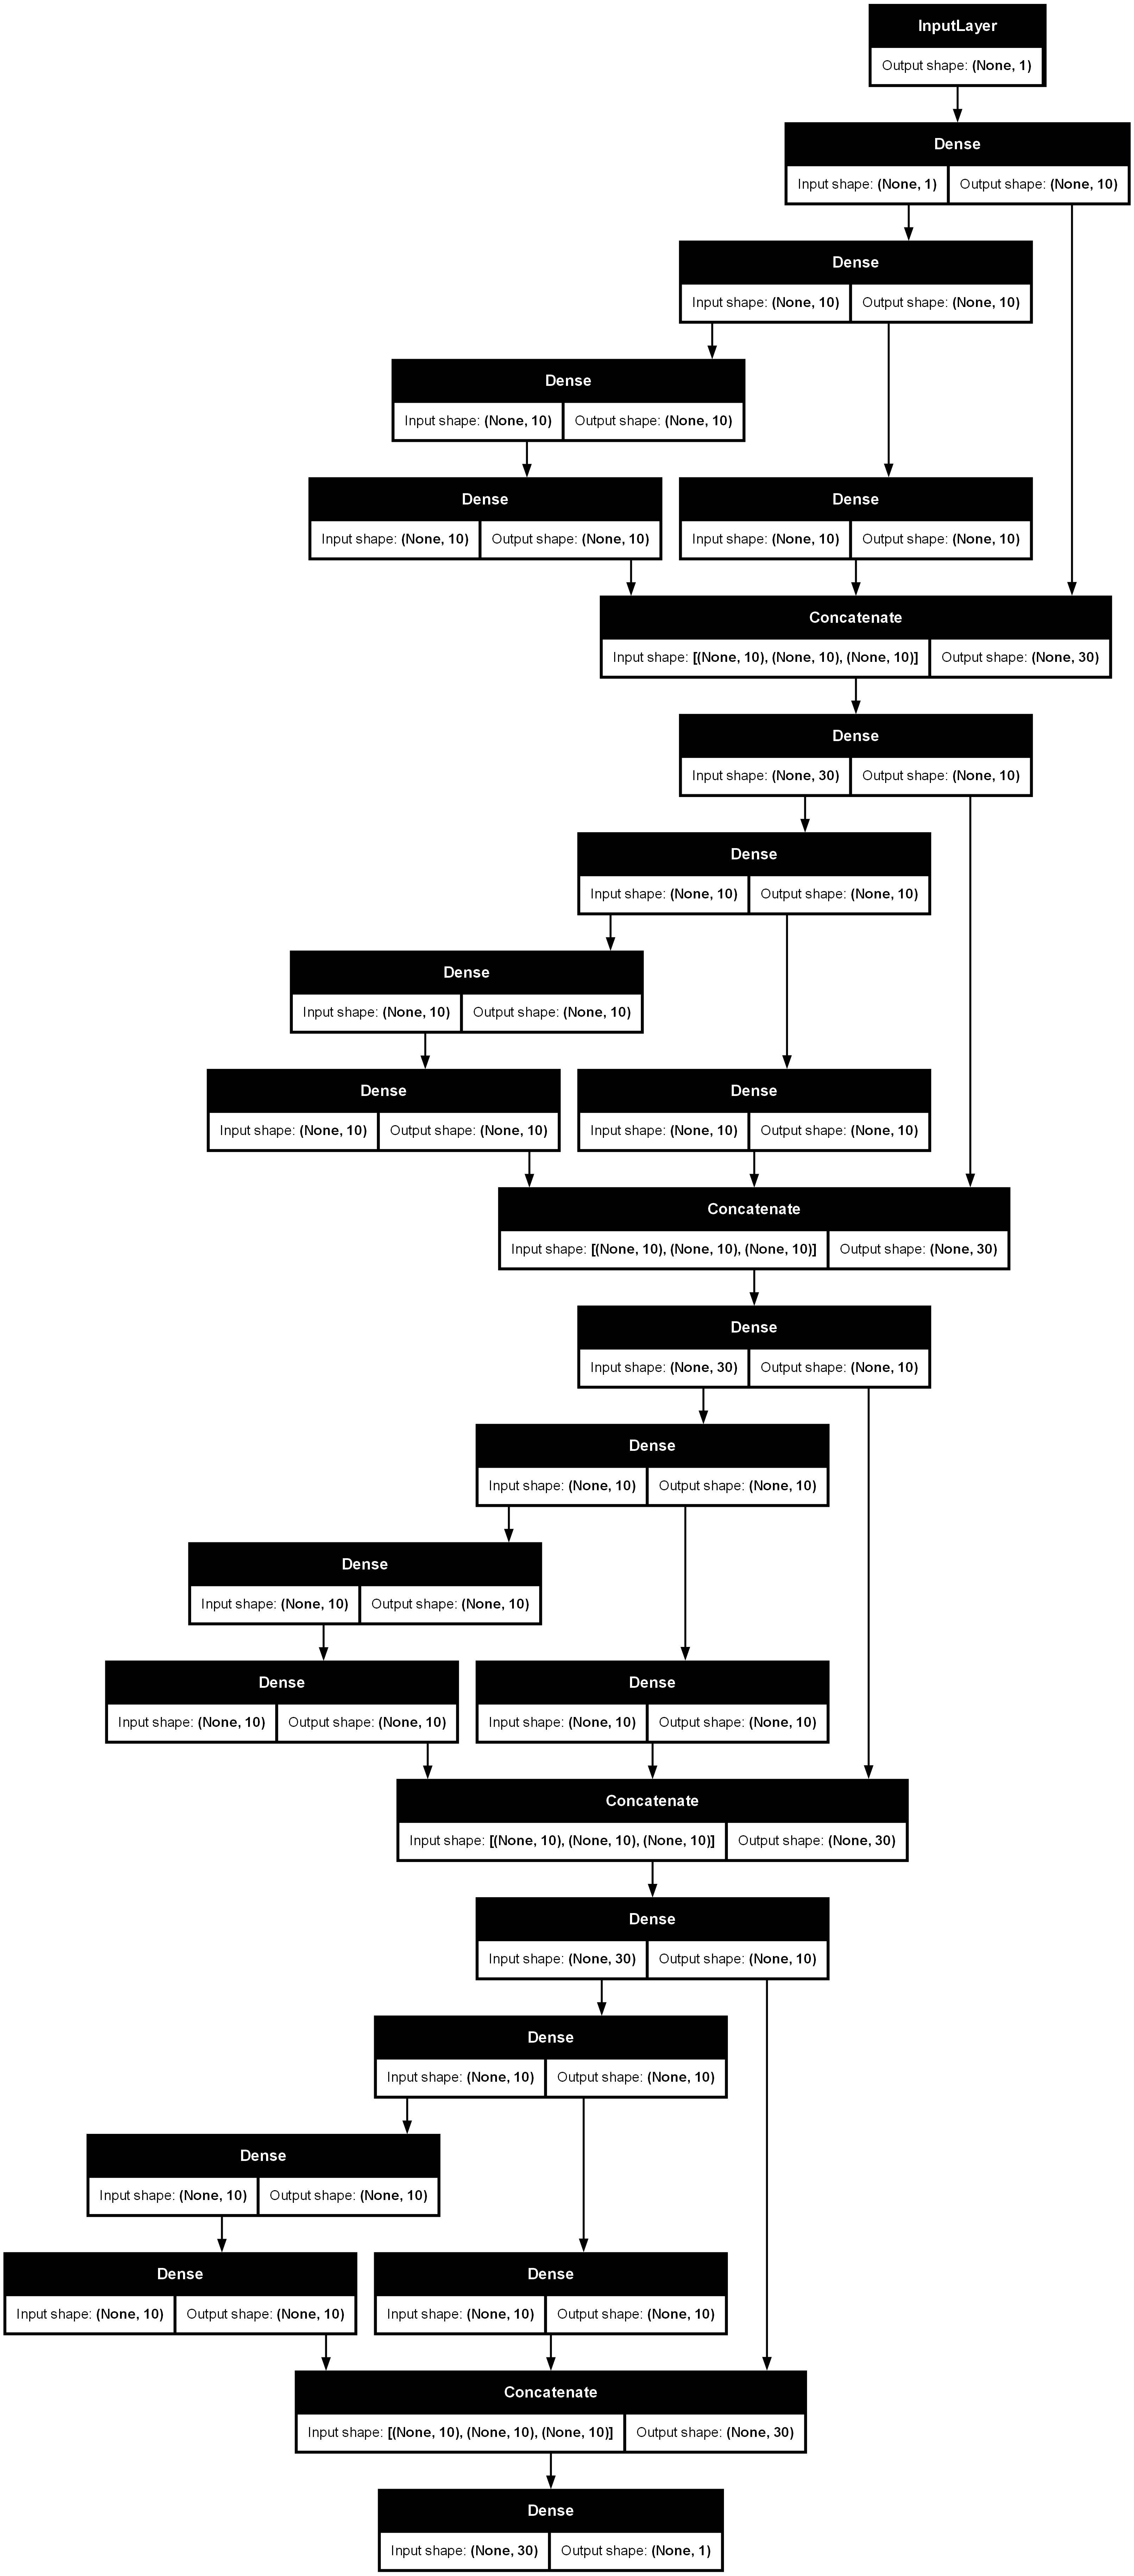 InputLayer
Output shape: (None, 1)
Dense
Input shape: (None, 1) Output shape: (None, 10)
Dense
Input shape: (None, 10) Output shape: (None, 10)
Dense
Input shape: (None, 10) Output shape: (None, 10)
Dense
Input shape: (None, 10) Output shape: (None, 10)
Dense
Input shape: (None, 10) Output shape: (None, 10)
Concatenate
Input shape: [(None, 10), (None, 10), (None, 10)] Output shape: (None, 30)
Dense
Input shape: (None, 30) Output shape: (None, 10)
Dense
Input shape: (None, 10) Output shape: (None, 10)
Dense
Input shape: (None, 10) Output shape: (None, 10)
Dense
Input shape: (None, 10) Output shape: (None, 10)
Dense
Input shape: (None, 10) Output shape: (None, 10)
Concatenate
Input shape: [(None, 10), (None, 10), (None, 10)] Output shape: (None, 30)
Dense
Input shape: (None, 30) Output shape: (None, 10)
Dense
Input shape: (None, 10) Output shape: (None, 10)
Dense
Input shape: (None, 10) Output shape: (None, 10)
Dense
Input shape: (None, 10) Output shape: (None, 10)
Dense
Input shape: (None, 10) Output shape: (None, 10)
Concatenate
Input shape: [(None, 10), (None, 10), (None, 10)] Output shape: (None, 30)
Dense
Input shape: (None, 30) Output shape: (None, 10)
Dense
Input shape: (None, 10) Output shape: (None, 10)
Dense
Input shape: (None, 10) Output shape: (None, 10)
Dense
Input shape: (None, 10) Output shape: (None, 10)
Dense
Input shape: (None, 10) Output shape: (None, 10)
Concatenate
Input shape: [(None, 10), (None, 10), (None, 10)] Output shape: (None, 30)
Dense
Input shape: (None, 30) Output shape: (None, 1)